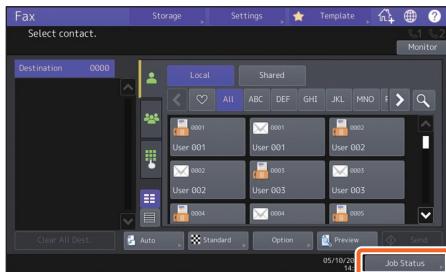 Fax
Storage
Settings
Template
Select contact.
Monitor
Destination 0000
Local
Shared
All
ABC
DEF
GHI
JKL
MNO
0001
User 001
0001
User 001
0002
User 002
0002
User 002
0003
User 003
0003
User 003
0004
0004
0005
Clear All Dest.
Auto
Standard
Option
Preview
Send
Job Status